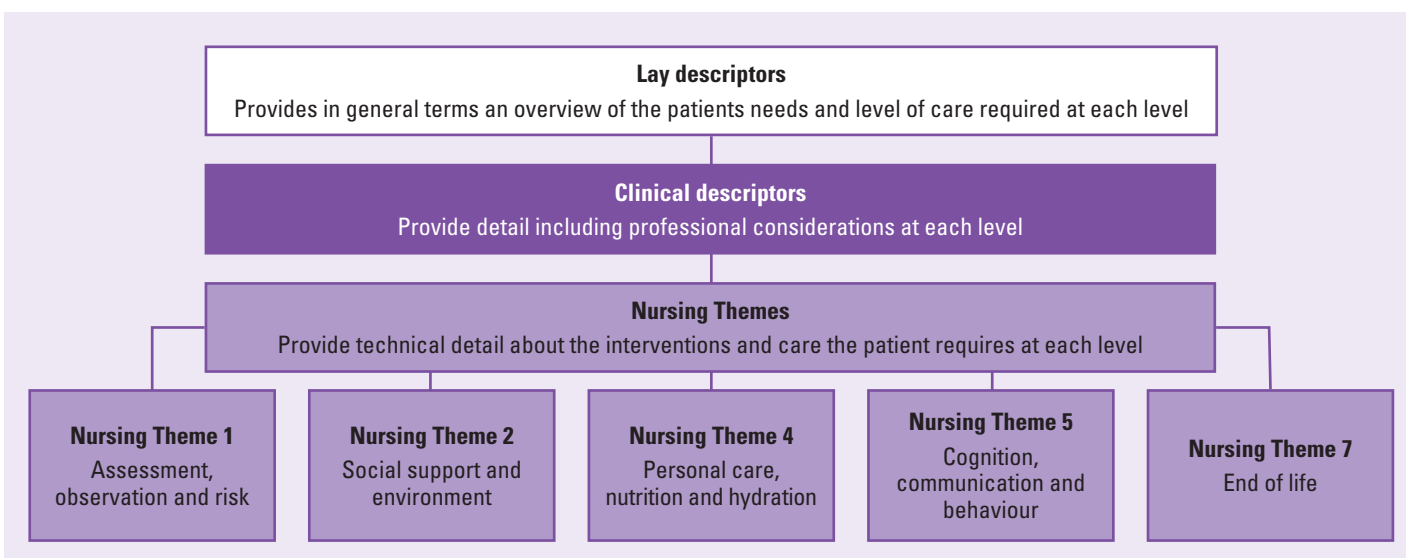 Lay descriptors
Provides in general terms an overview of the patients needs and level of care required at each level
Clinical descriptors
Provide detail including professional considerations at each level
Nursing Themes
Provide technical detail about the interventions and care the patient requires at each level
Nursing Theme 1
Assessment,
observation and risk
Nursing Theme 2
Social support and
environment
Nursing Theme 4
Personal care,
nutrition and hydration
Nursing Theme 5
Cognition,
communication and
behaviour
Nursing Theme 7
End of life